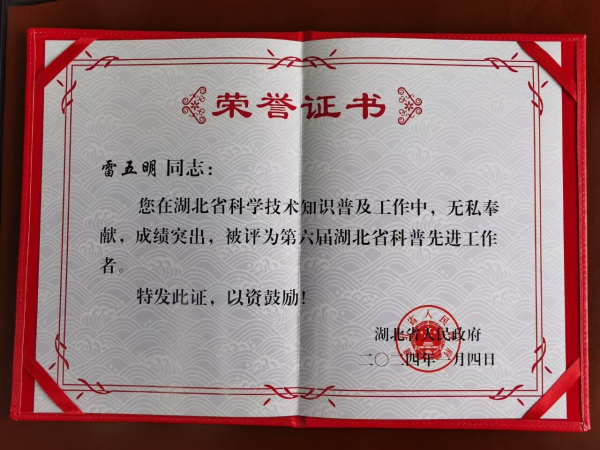 荣誉证书
雷五明 同志：
您在湖北省科学技术知识普及工作中，无私奉
献，成绩突出，被评为第六届湖北省科普先进工作
者。
特发此证，以资鼓励！
湖北省人民政府
二〇二四年一月四日